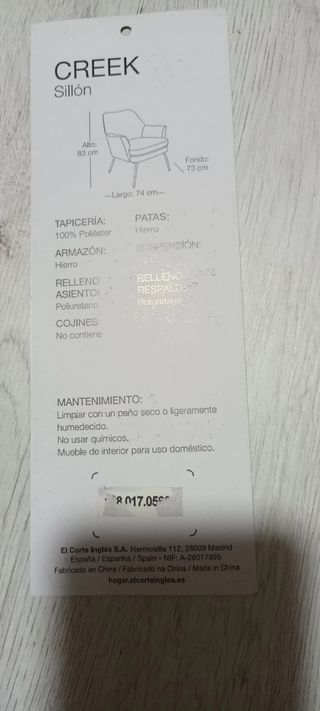 CREEK
Sillón
Alto:
83 cm
Fondo:
73 cm
Largo: 74 cm
TAPICERÍA:
100% Poliéster
PATAS:
Hierro
ARMAZÓN:
Hierro
SUSPENSIÓN:
RELLENO
ASIENTO:
Poliuretano
RELLENO
RESPALDO
Poliuretano
COJINES:
No contiene
MANTENIMIENTO:
Limpiar con un paño seco o ligeramente
humedecido.
No usar químicos.
Mueble de interior para uso doméstico.
8.017.056
El Corte Inglés S.A. Hermosilla 112, 28009 Madrid
España / Espanha / Spain - NIF: A-28017895
Fabricado en China / Fabricado na China / Made in China
hogar.elcorteingles.es